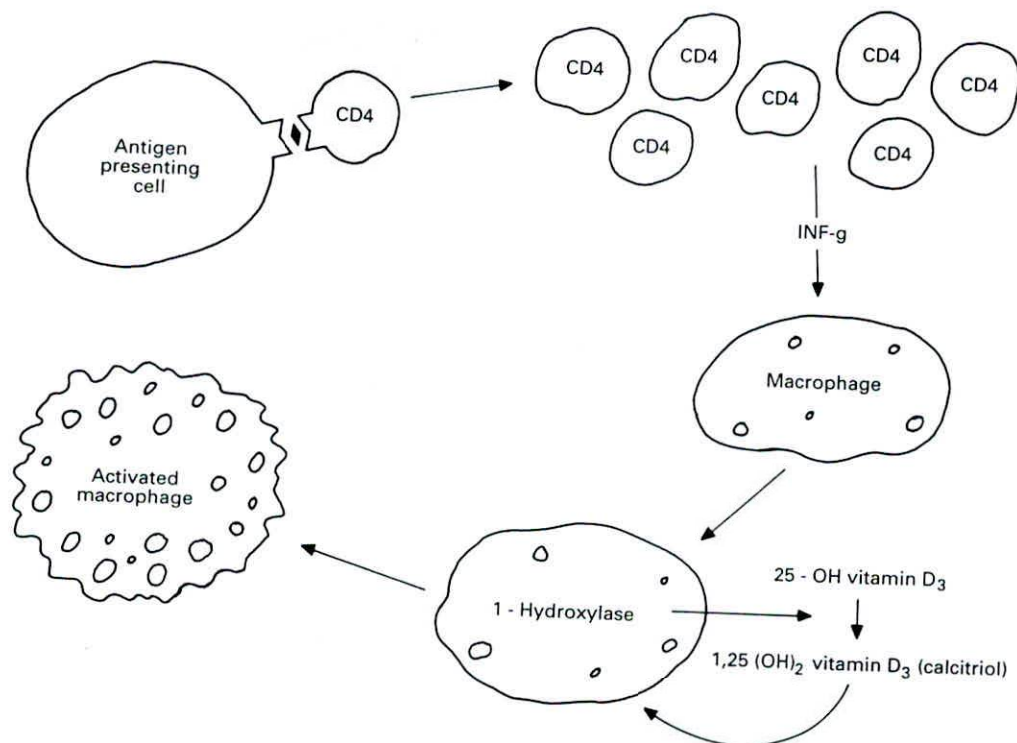 Antigen
presenting
cell
CD4
CD4
CD4
CD4
CD4
CD4
CD4
CD4
INF-g
Macrophage
Activated
macrophage
1 - Hydroxylase
25 - OH vitamin D₃
1,25 (OH)₂ vitamin D₃ (calcitriol)